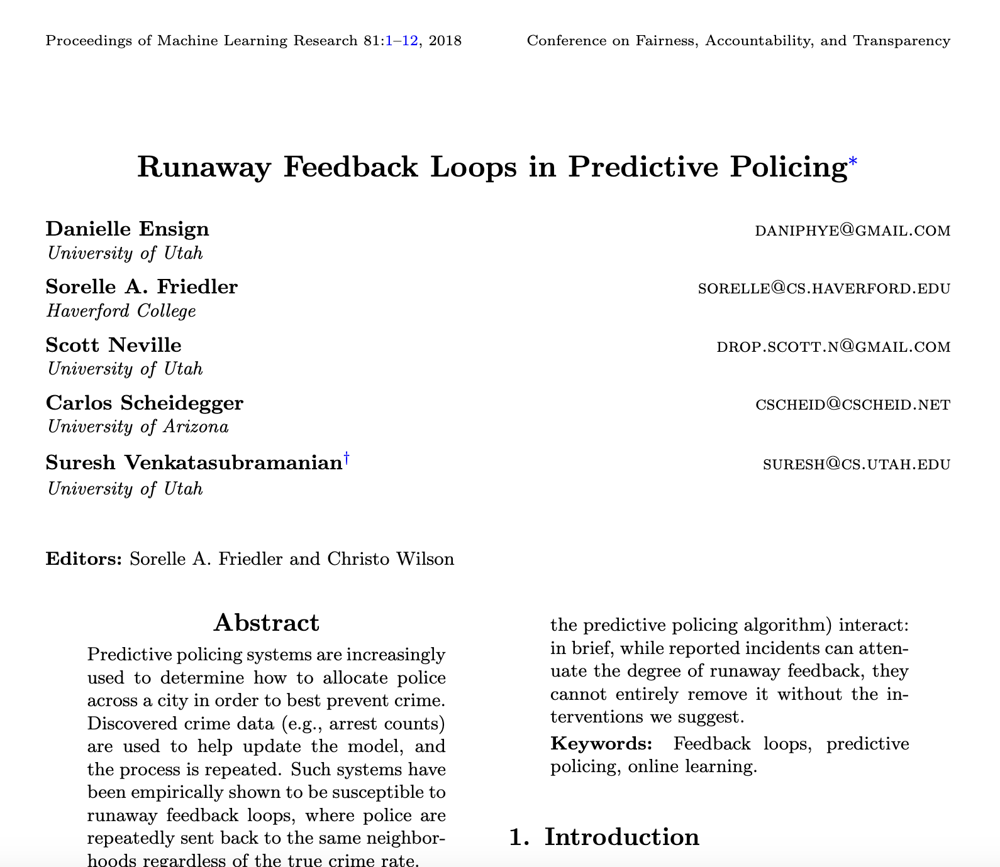 Proceedings of Machine Learning Research 81:1–12, 2018
Conference on Fairness, Accountability, and Transparency
Runaway Feedback Loops in Predictive Policing*
Danielle Ensign
DANIPHYE@GMAIL.COM
University of Utah
Sorelle A. Friedler
SORELLE@CS.HAVERFORD.EDU
Haverford College
Scott Neville
DROP.SCOTT.N@GMAIL.COM
University of Utah
Carlos Scheidegger
CSCHEID@CSCHEID.NET
University of Arizona
Suresh Venkatasubramanian†
SURESH@CS.UTAH.EDU
University of Utah
Editors: Sorelle A. Friedler and Christo Wilson
Abstract
Predictive policing systems are increasingly
used to determine how to allocate police
across a city in order to best prevent crime.
Discovered crime data (e.g., arrest counts)
are used to help update the model, and
the process is repeated. Such systems have
been empirically shown to be susceptible to
runaway feedback loops, where police are
repeatedly sent back to the same neighbor-
hoods regardless of the true crime rate.
the predictive policing algorithm) interact:
in brief, while reported incidents can atten-
uate the degree of runaway feedback, they
cannot entirely remove it without the in-
terventions we suggest.
Keywords: Feedback loops, predictive
policing, online learning.
1. Introduction